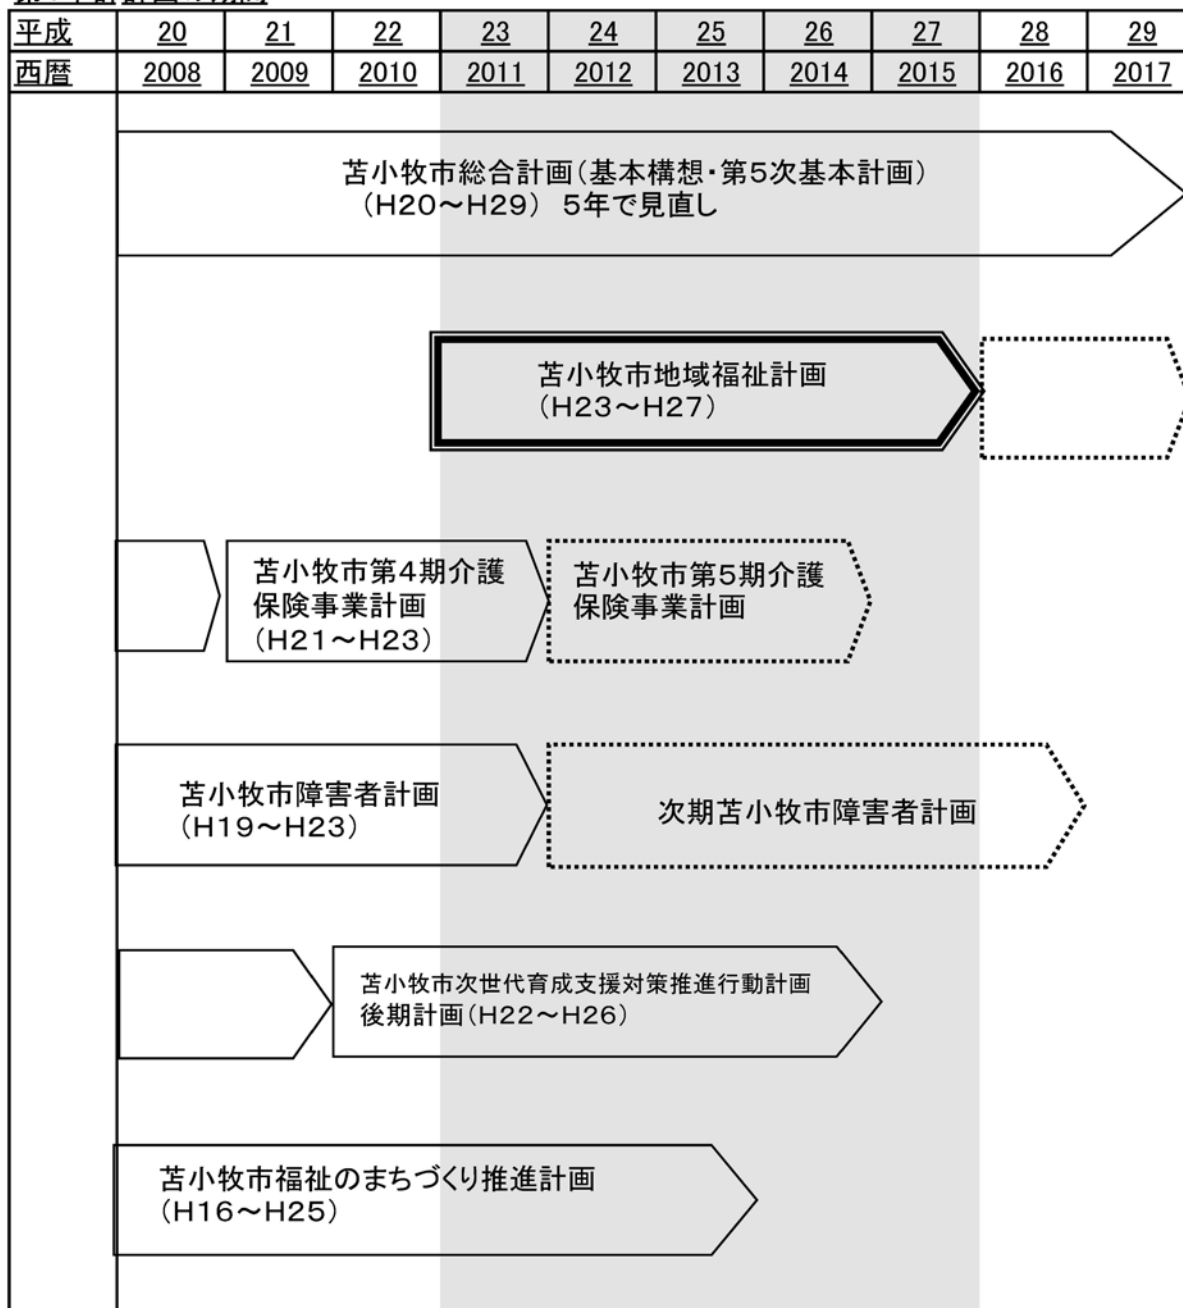 平成 20 21 22 23 24 25 26 27 28 29
西暦 2008 2009 2010 2011 2012 2013 2014 2015 2016 2017
苫小牧市総合計画（基本構想・第５次基本計画）
（Ｈ２０～Ｈ２９） ５年で見直し
苫小牧市地域福祉計画
（Ｈ２３～Ｈ２７）
苫小牧市第４期介護
保険事業計画
（Ｈ２１～Ｈ２３）
苫小牧市第５期介護
保険事業計画
苫小牧市障害者計画
（Ｈ１９～Ｈ２３）
次期苫小牧市障害者計画
苫小牧市次世代育成支援対策推進行動計画
後期計画（Ｈ２２～Ｈ２６）
苫小牧市福祉のまちづくり推進計画
（Ｈ１６～Ｈ２５）